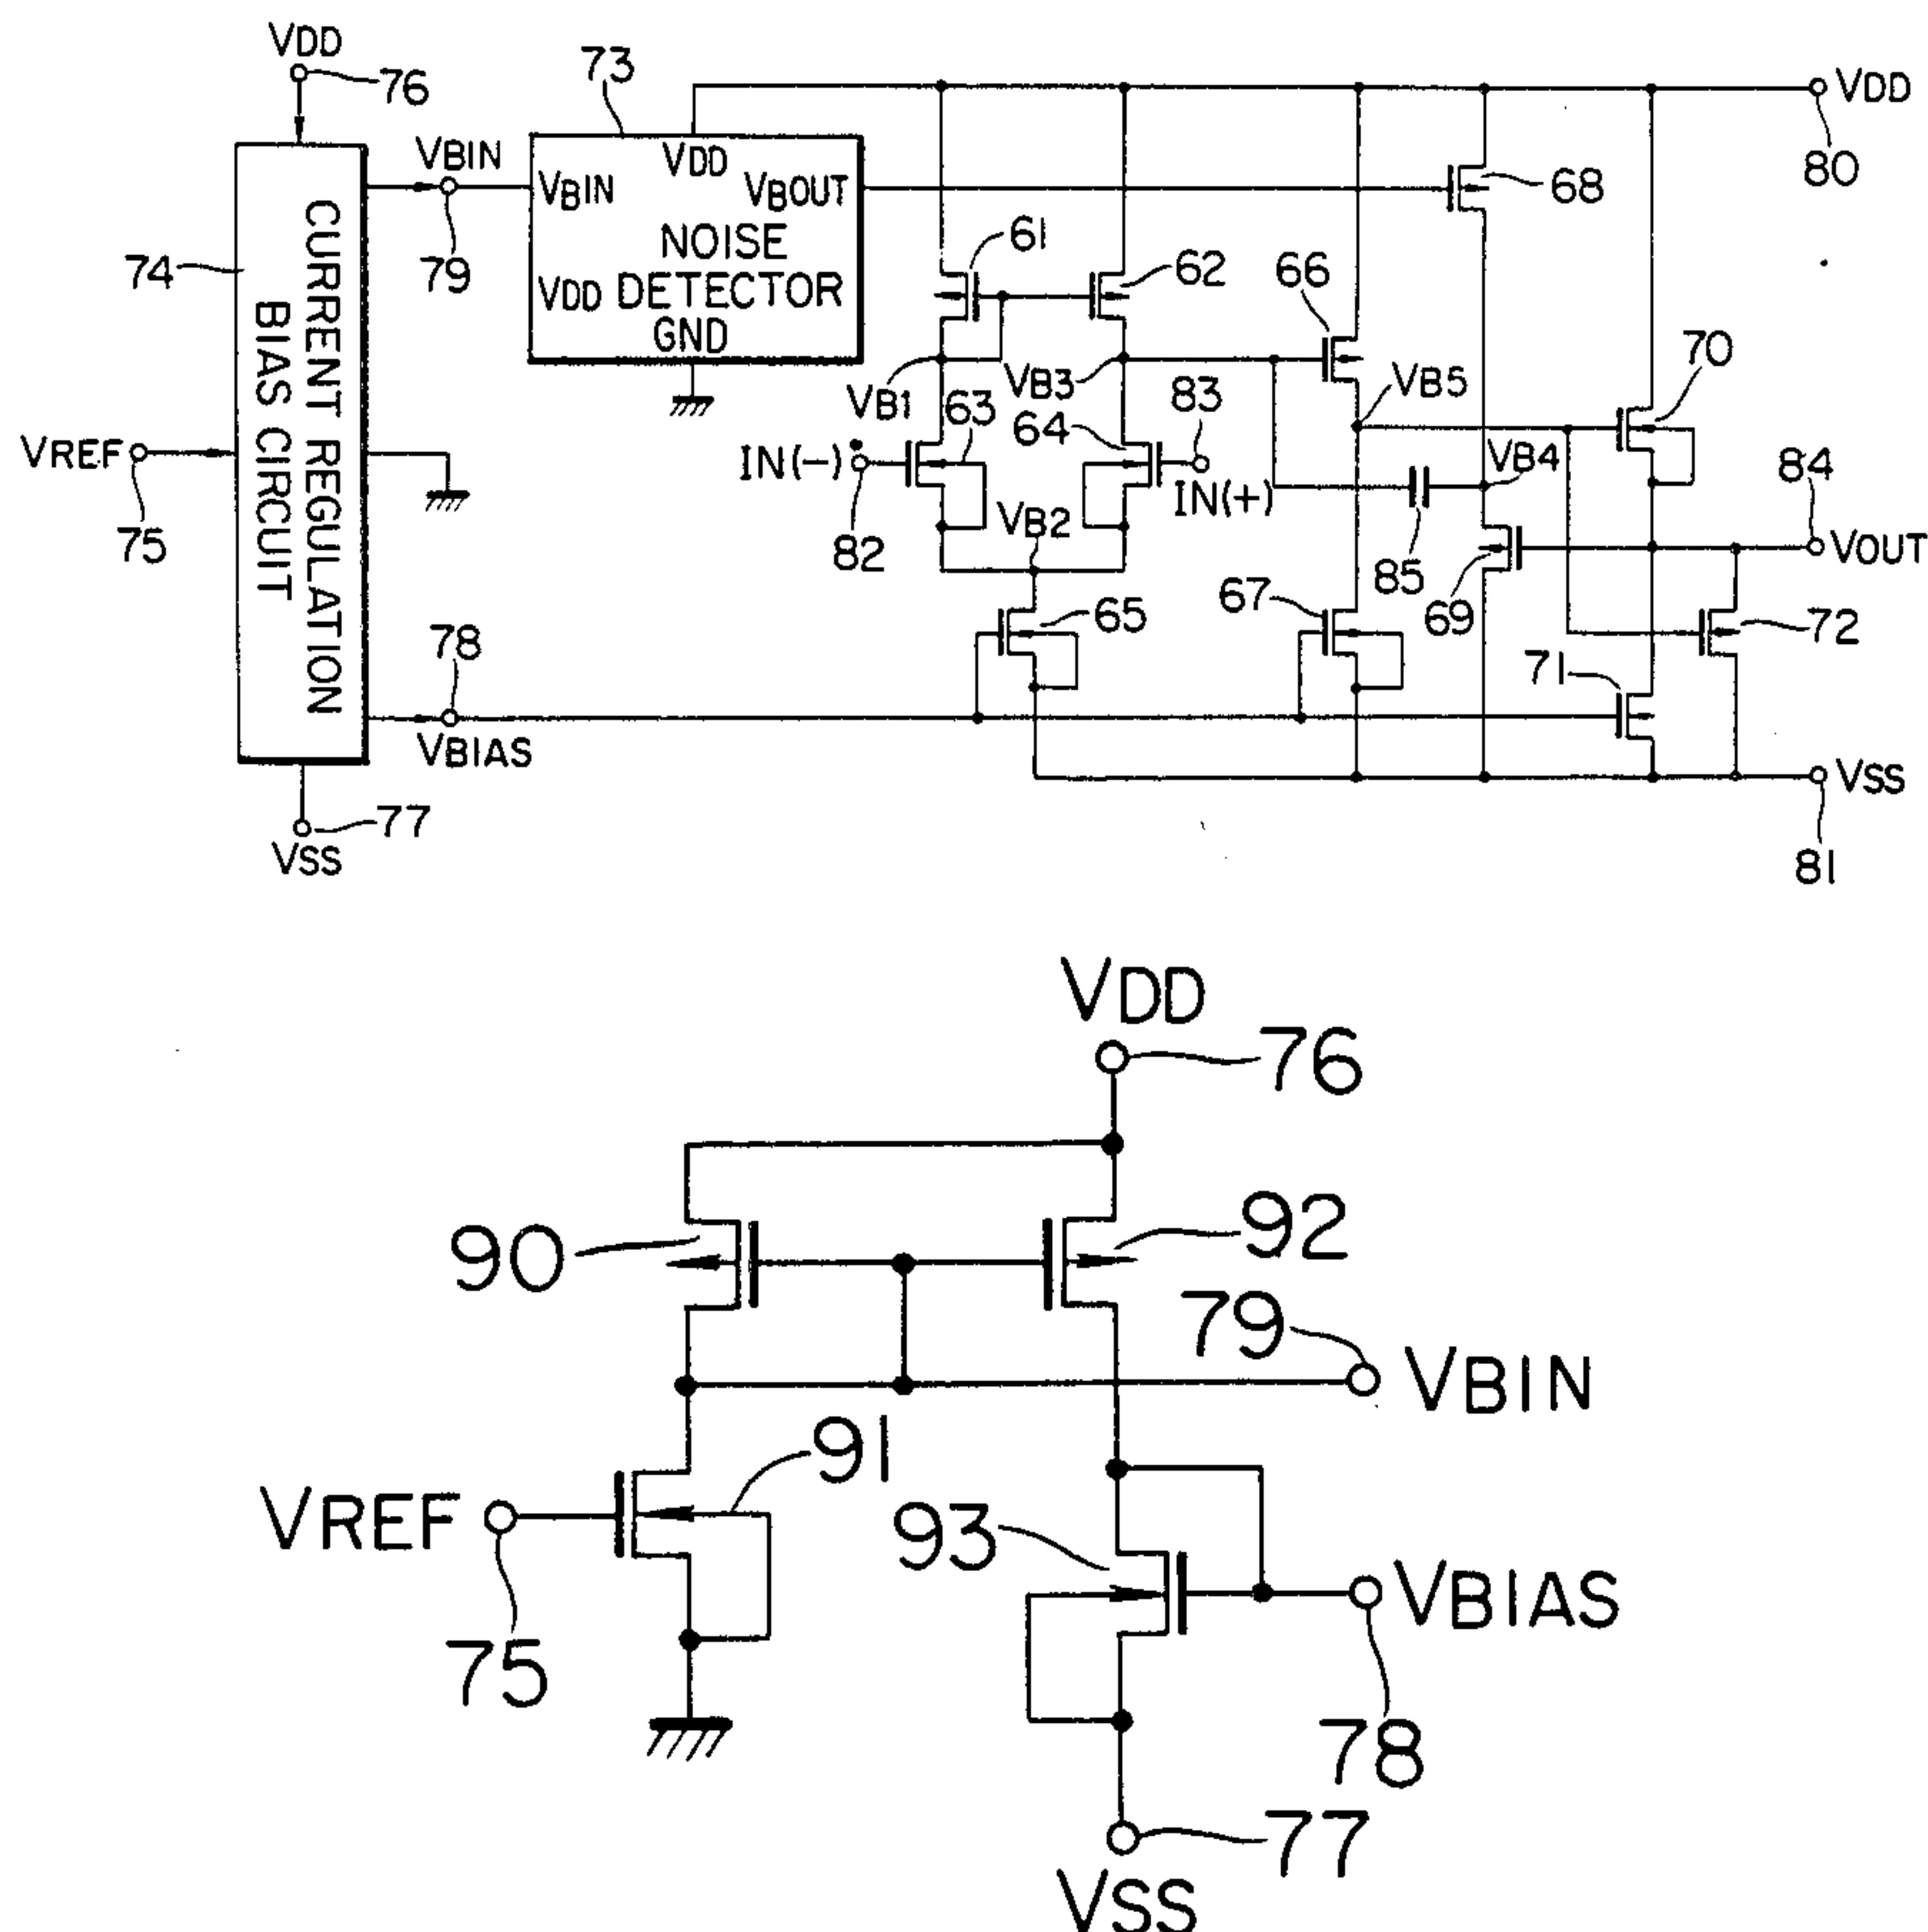 VDD
76
73
VDD
80
VBIN
VBIN
VDD
VBOUT
NOISE
VDD DETECTOR
GND
74
79
CURRENT REGULATION
BIAS CIRCUIT
61
62
66
68
70
VB1
63
VB3
83
64
VB5
VREF
75
IN(-)
82
VB2
IN(+)
85
VB4
69
84
VOUT
78
VBIAS
65
67
71
72
77
VSS
VSS
81
VDD
76
90
92
79
VBIN
91
VREF
75
93
VBIAS
78
77
VSS